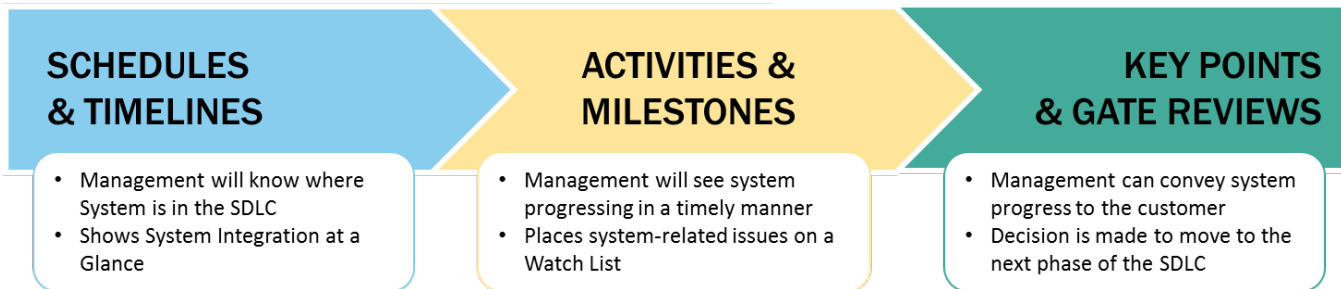 SCHEDULES
& TIMELINES
• Management will know where
System is in the SDLC
• Shows System Integration at a
Glance
ACTIVITIES &
MILESTONES
• Management will see system
progressing in a timely manner
• Places system-related issues on a
Watch List
KEY POINTS
& GATE REVIEWS
• Management can convey system
progress to the customer
• Decision is made to move to the
next phase of the SDLC